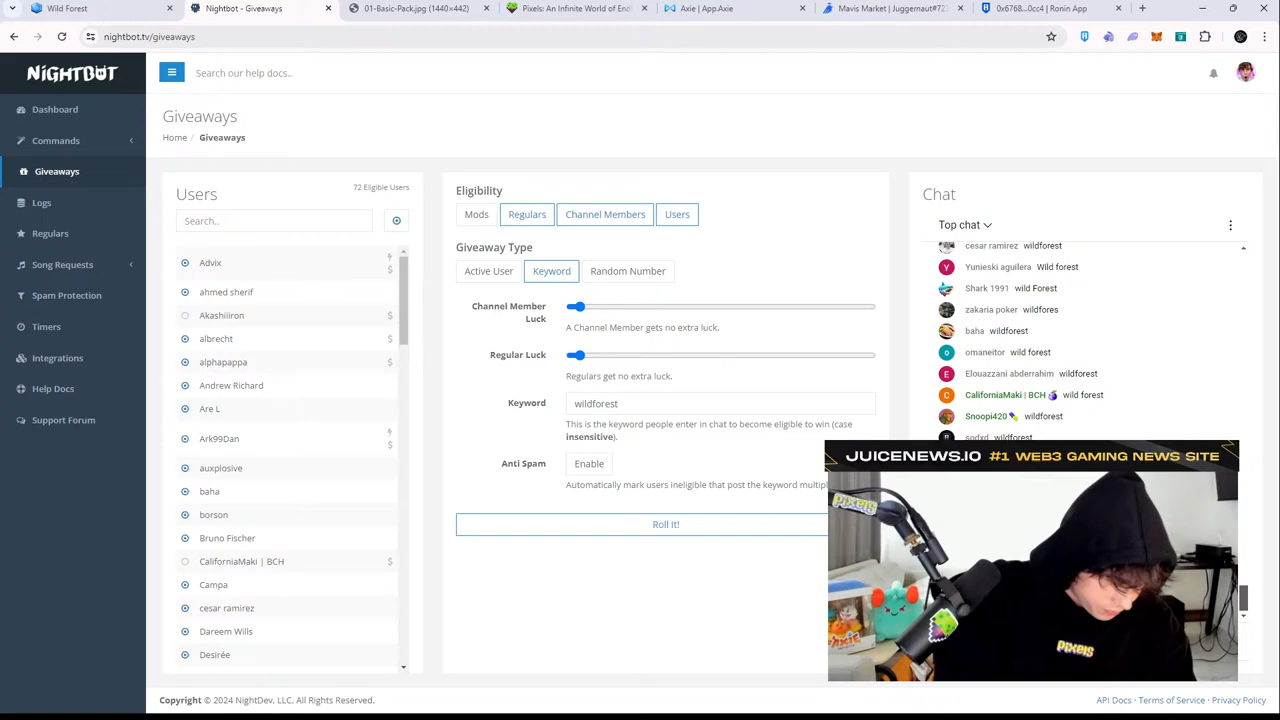 Wild Forest
Nightbot - Giveaways
01-Basic-Pack.jpg (1440×442)
Pixels: An Infinite World of End
Axie | App.Axie
Mavis Market | Juggernaut#72
0x6768...0cc4 | Ronin App
nightbot.tv/giveaways
NIGHTBOT
Search our help docs..
Dashboard
Commands
Giveaways
Logs
Regulars
Song Requests
Spam Protection
Timers
Integrations
Help Docs
Support Forum
Giveaways
Home / Giveaways
Users
72 Eligible Users
Search..
Advix
$
ahmed sherif
Akashiiiron $
albrecht $
alphapappa $
Andrew Richard
Are L
Ark99Dan
$
auxplosive
baha
borson
Bruno Fischer
CaliforniaMaki | BCH $
Campa
cesar ramirez
Dareem Wills
Desirée
Eligibility
Mods Regulars Channel Members Users
Giveaway Type
Active User Keyword Random Number
Channel Member
Luck
A Channel Member gets no extra luck.
Regular Luck
Regulars get no extra luck.
Keyword wildforest
This is the keyword people enter in chat to become eligible to win (case
insensitive).
Anti Spam Enable
Automatically mark users ineligible that post the keyword
Roll It!
Chat
Top chat
cesar ramirez wildforest
Y Yunieski aguilera Wild forest
Shark 1991 wild Forest
zakaria poker wildfores
baha wildforest
o omaneitor wild forest
E Elouazzani abderrahim wildforest
C CaliforniaMaki | BCH wild forest
Snoopi420 wildforest
sodxd wildforest
JUICENEWS.IO #1 WEB3 GAMING NEWS SITE
PIXELS
pixels
Copyright © 2024 NightDev, LLC. All Rights Reserved.
API Docs · Terms of Service · Privacy Policy